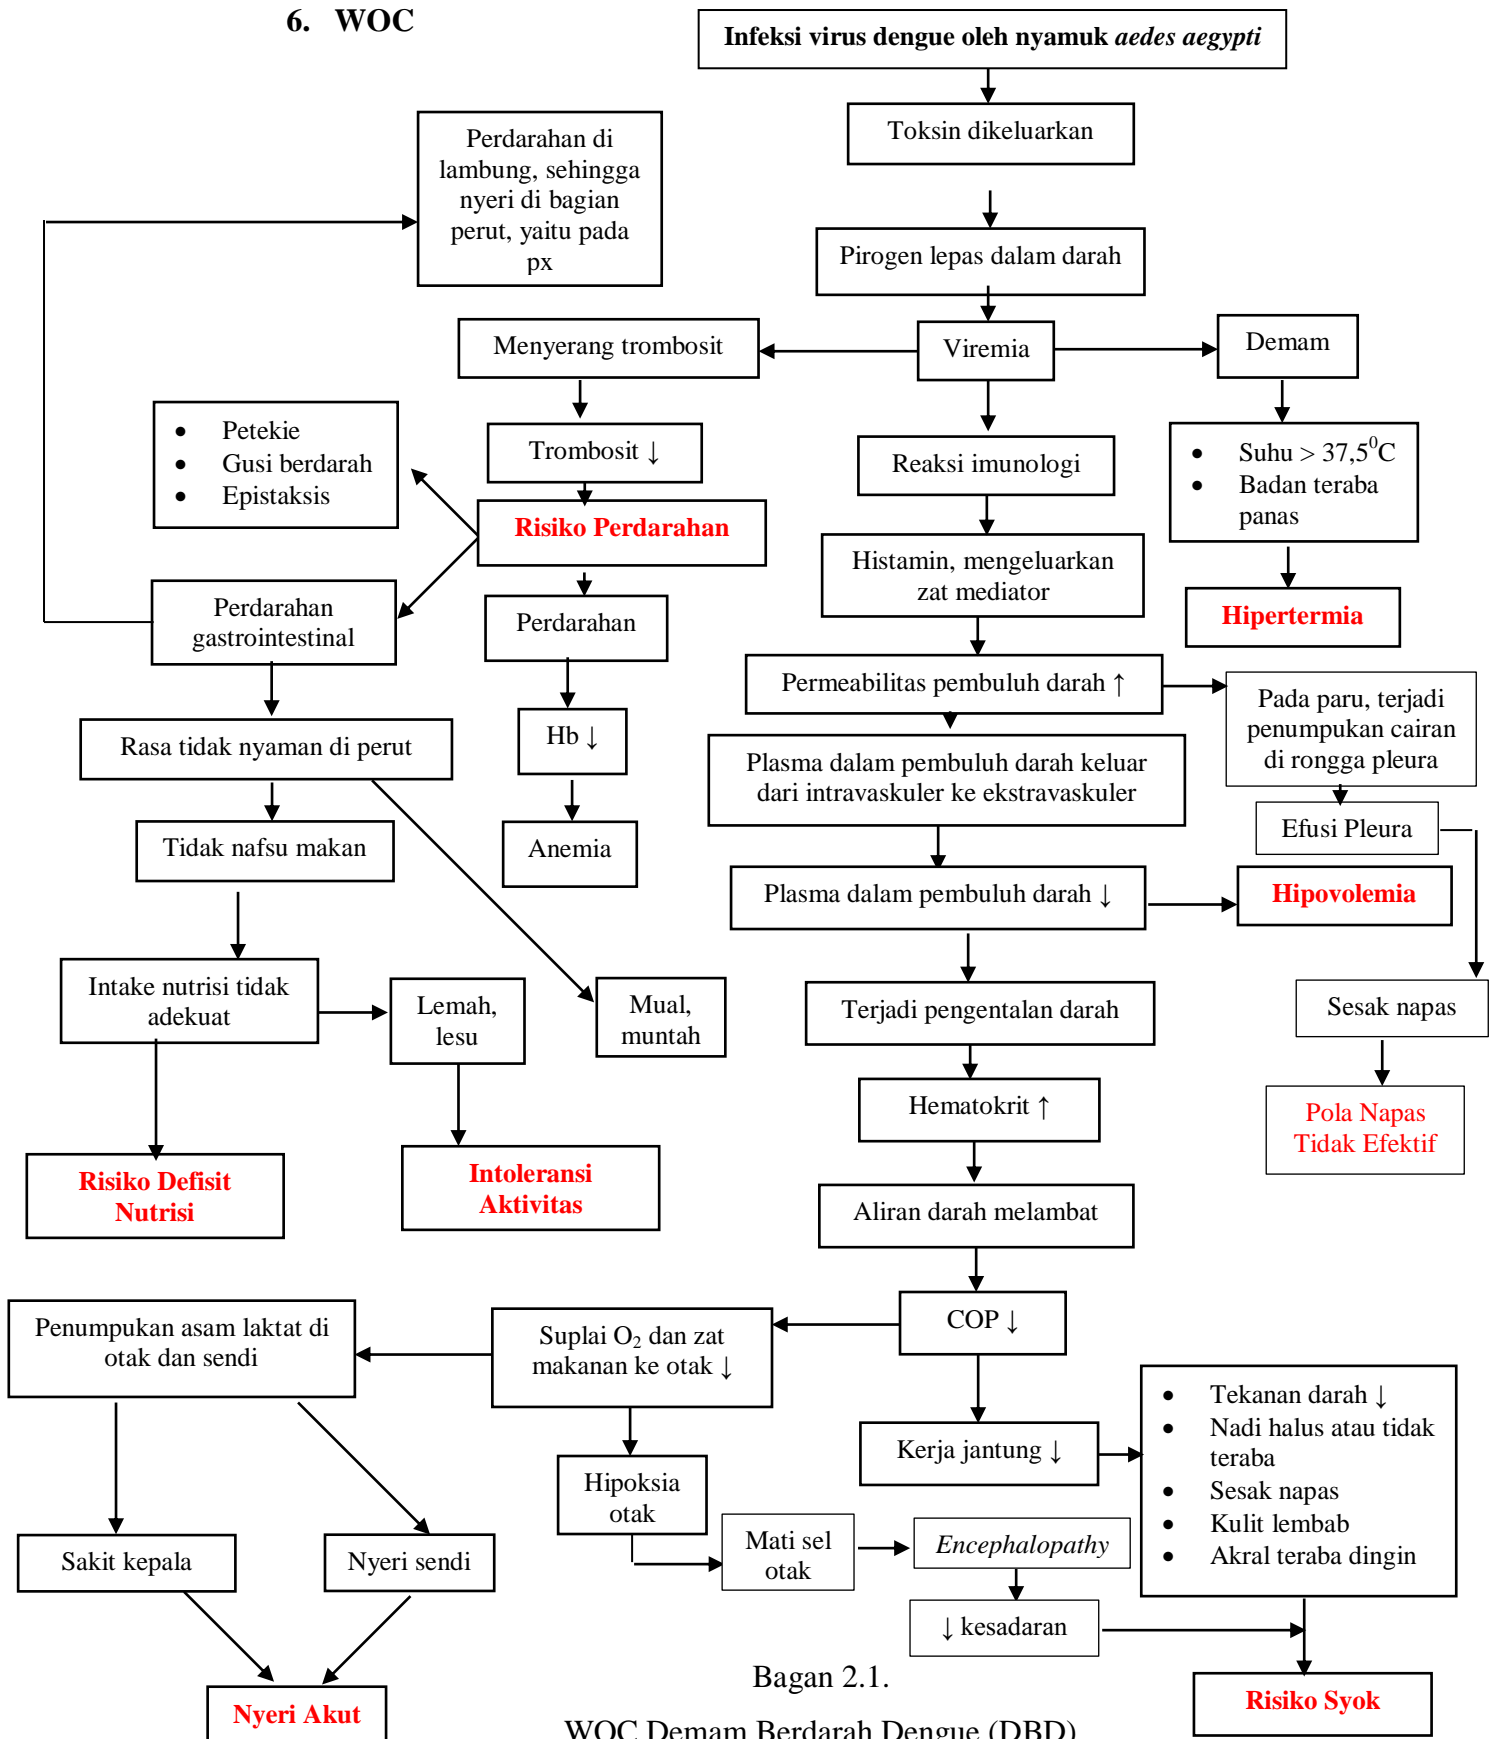 6. WOC
Infeksi virus dengue oleh nyamuk aedes aegypti
Toksin dikeluarkan
Perdarahan di
lambung, sehingga
nyeri di bagian
perut, yaitu pada
px
Pirogen lepas dalam darah
Menyerang trombosit
Viremia
Demam
• Petekie
• Gusi berdarah
• Epistaksis
Trombosit ↓
Reaksi imunologi
• Suhu > 37,5⁰C
• Badan teraba
panas
Risiko Perdarahan
Histamin, mengeluarkan
zat mediator
Perdarahan
gastrointestinal
Perdarahan
Hipertermia
Permeabilitas pembuluh darah ↑
Pada paru, terjadi
penumpukan cairan
di rongga pleura
Rasa tidak nyaman di perut
Hb ↓
Plasma dalam pembuluh darah keluar
dari intravaskuler ke ekstravaskuler
Efusi Pleura
Tidak nafsu makan
Anemia
Plasma dalam pembuluh darah ↓
Hipovolemia
Intake nutrisi tidak
adekuat
Lemah,
lesu
Mual,
muntah
Terjadi pengentalan darah
Sesak napas
Hematokrit ↑
Pola Napas
Tidak Efektif
Risiko Defisit
Nutrisi
Intoleransi
Aktivitas
Aliran darah melambat
Penumpukan asam laktat di
otak dan sendi
Suplai O₂ dan zat
makanan ke otak ↓
COP ↓
Kerja jantung ↓
• Tekanan darah ↓
• Nadi halus atau tidak
teraba
• Sesak napas
• Kulit lembab
• Akral teraba dingin
Hipoksia
otak
Sakit kepala
Nyeri sendi
Mati sel
otak
Encephalopathy
↓ kesadaran
Nyeri Akut
Risiko Syok
Bagan 2.1.
WOC Demam Berdarah Dengue (DBD)